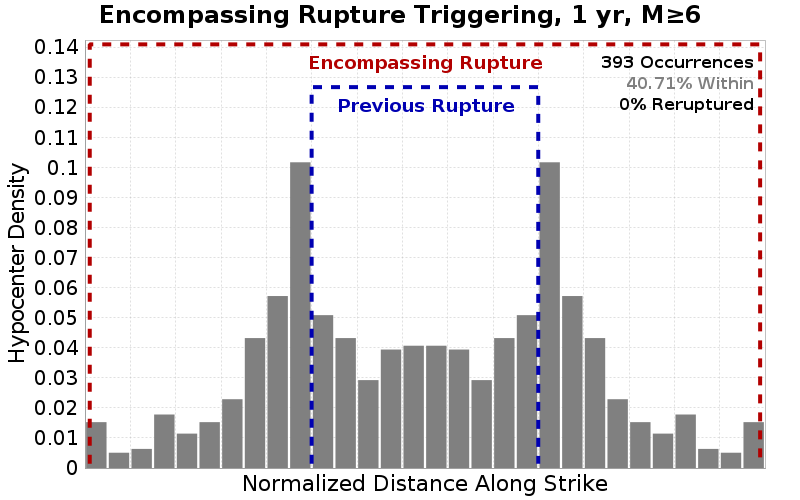 Encompassing Rupture Triggering, 1 yr, M≥6
0.14
0.13
0.12
0.11
0.1
0.09
0.08
0.07
0.06
0.05
0.04
0.03
0.02
0.01
0
Hypocenter Density
Encompassing Rupture
Previous Rupture
393 Occurrences
40.71% Within
0% Reruptured
Normalized Distance Along Strike